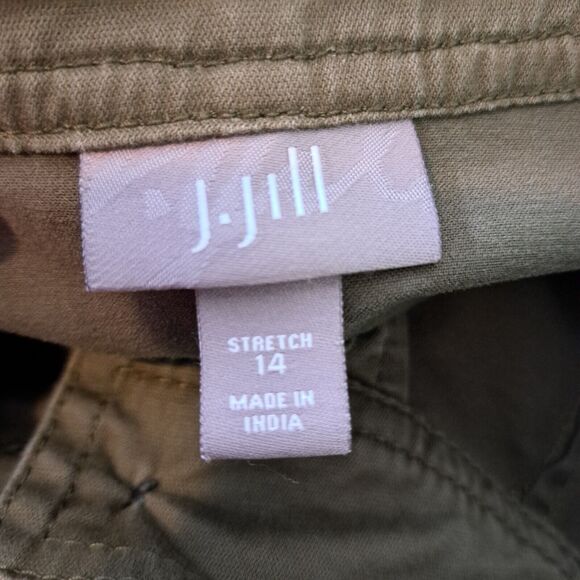 J.Jill
STRETCH
14
MADE IN
INDIA